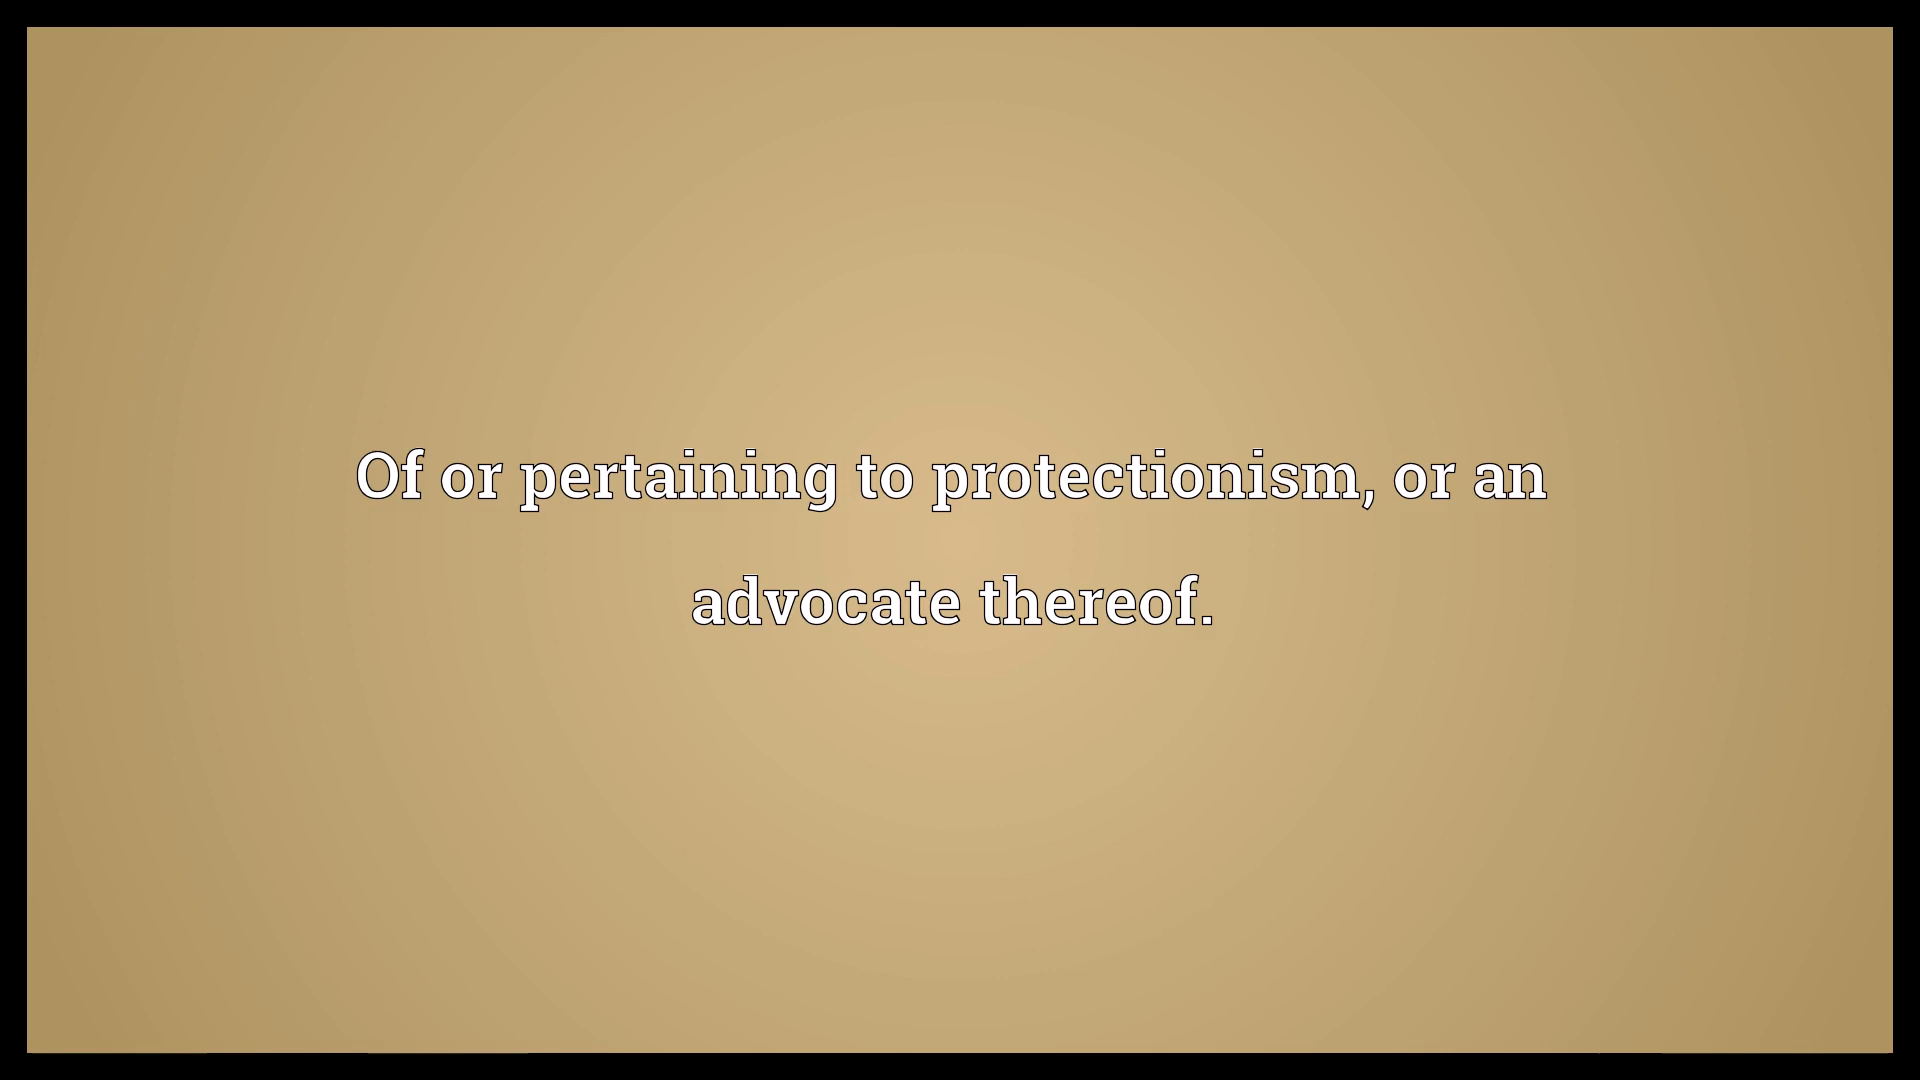 Of or pertaining to protectionism, or an
advocate thereof.